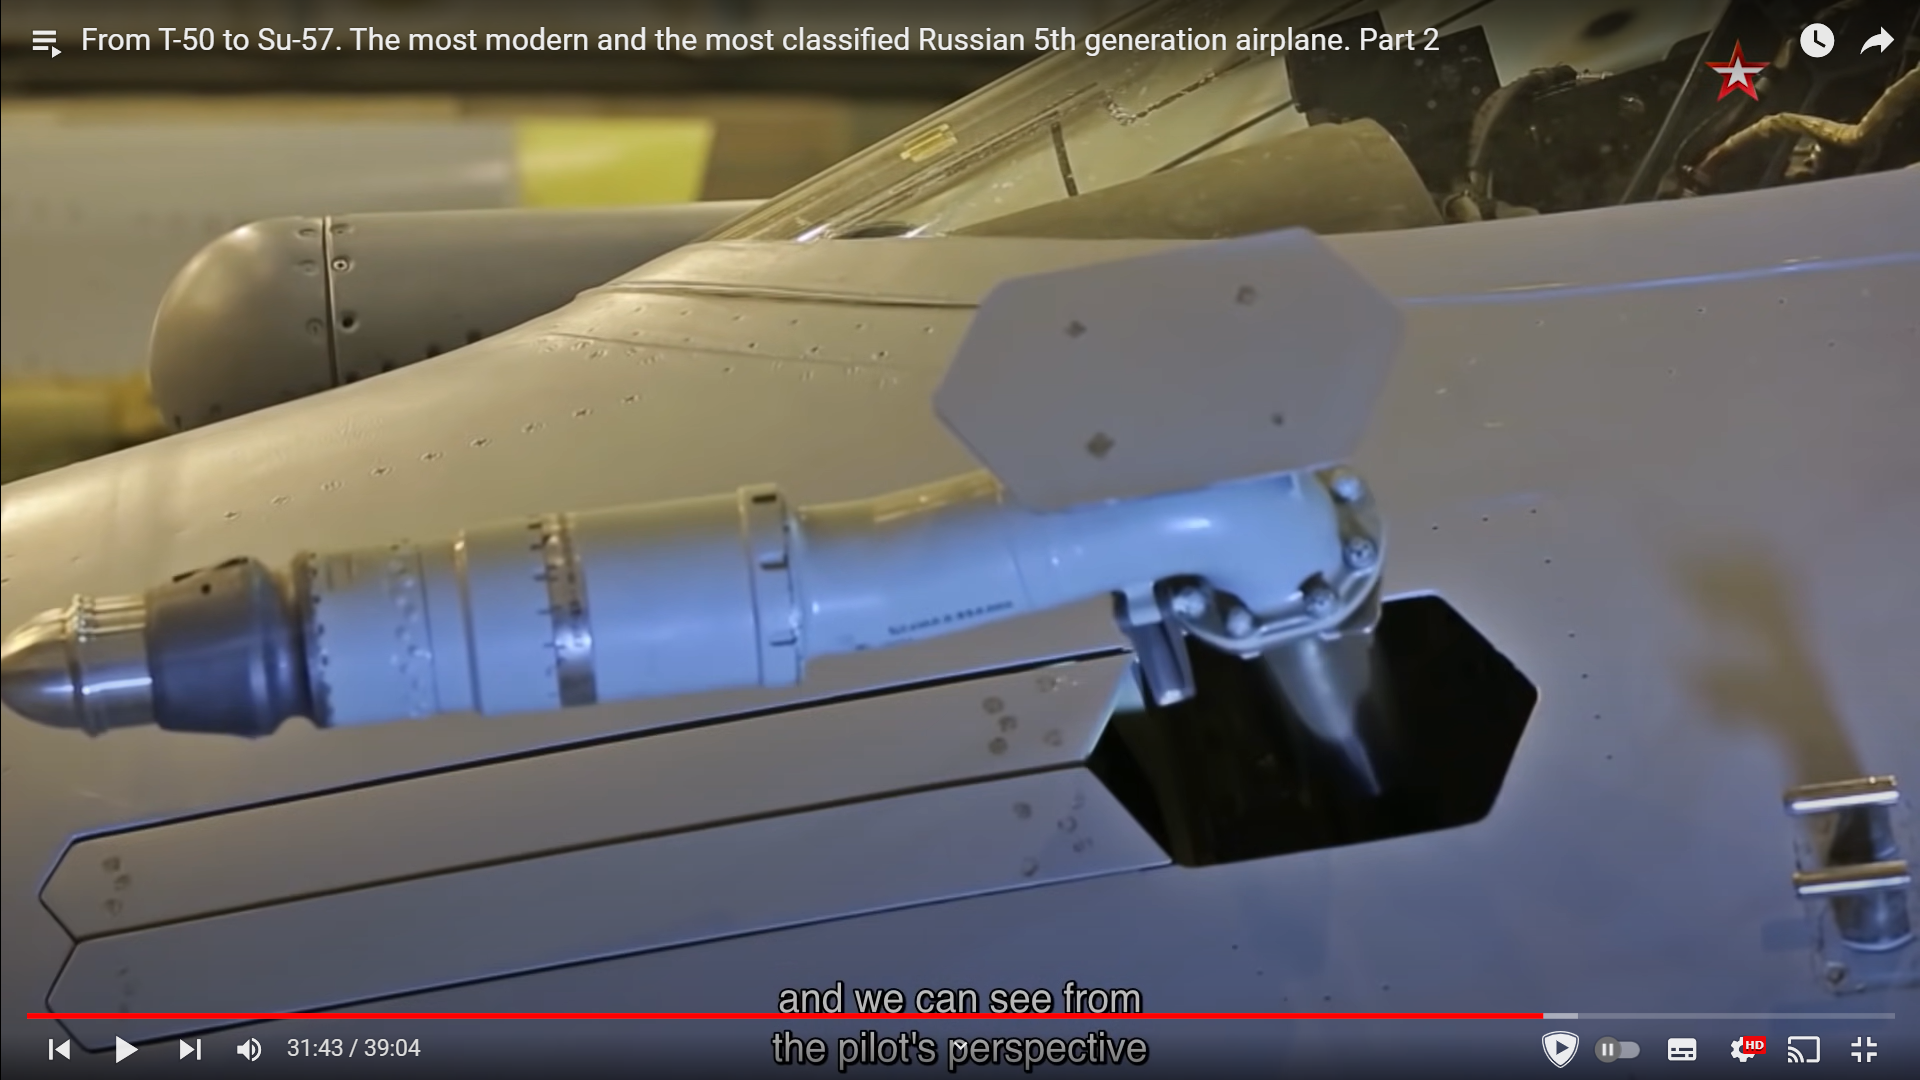 From T-50 to Su-57. The most modern and the most classified Russian 5th generation airplane. Part 2
and we can see from
the pilot's perspective
31:43 / 39:04
HD